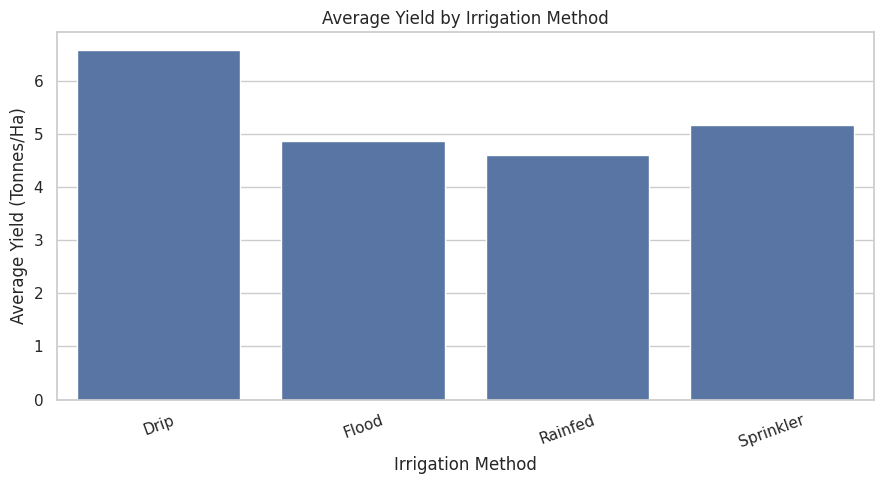 Average Yield by Irrigation Method
Average Yield (Tonnes/Ha)
6
5
4
3
2
1
0
Drip
Flood
Rainfed
Sprinkler
Irrigation Method